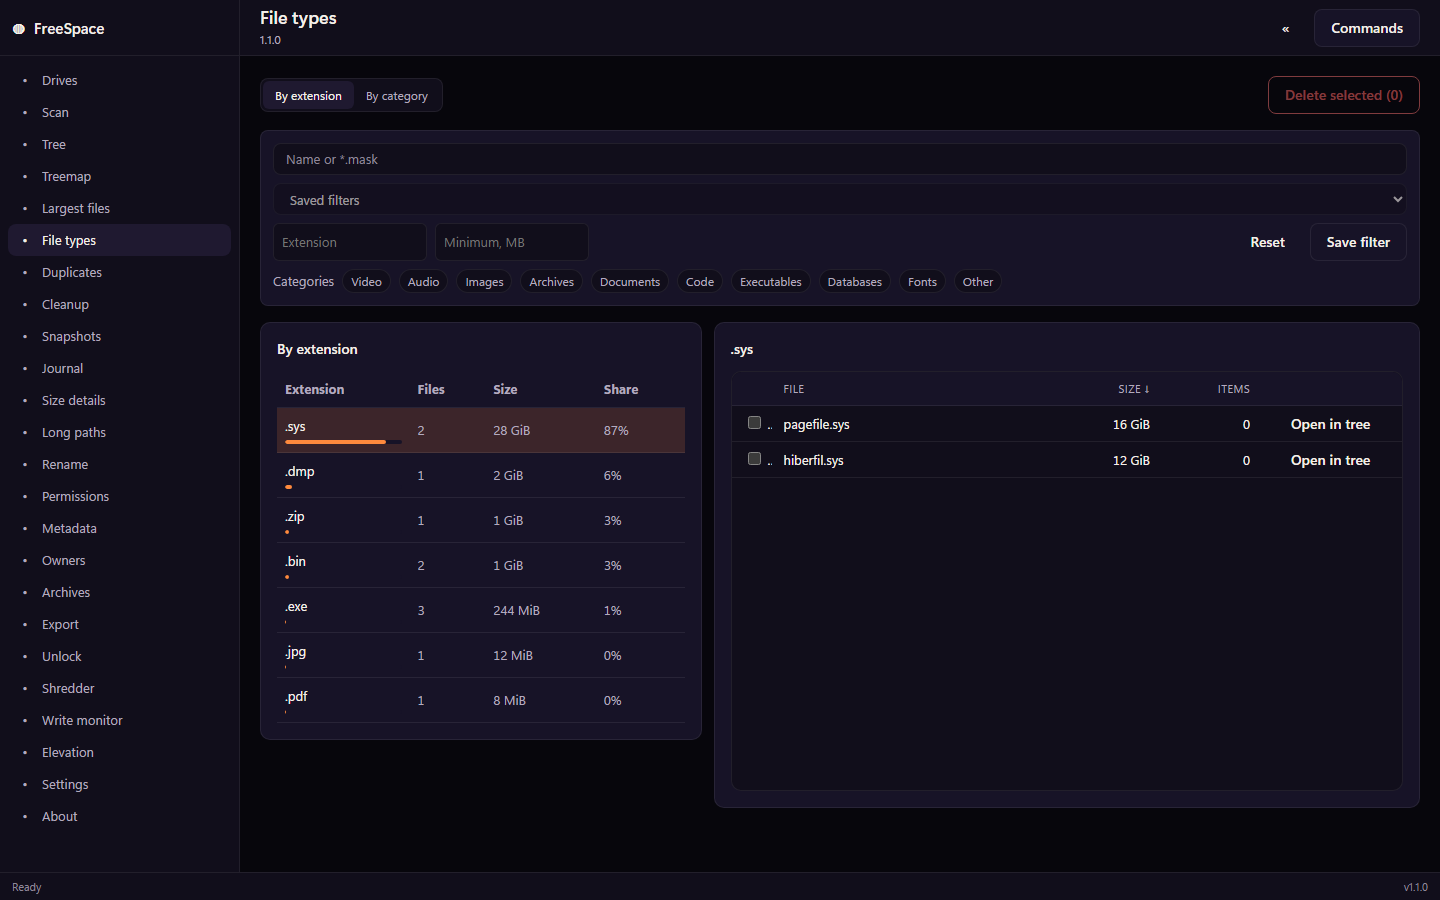 FreeSpace
File types
1.1.0
«
Commands
Drives
Scan
Tree
Treemap
Largest files
File types
Duplicates
Cleanup
Snapshots
Journal
Size details
Long paths
Rename
Permissions
Metadata
Owners
Archives
Export
Unlock
Shredder
Write monitor
Elevation
Settings
About
By extension By category
Delete selected (0)
Name or *.mask
Saved filters
Extension Minimum, MB Reset Save filter
Categories Video Audio Images Archives Documents Code Executables Databases Fonts Other
By extension
Extension Files Size Share
.sys 2 28 GiB 87%
.dmp 1 2 GiB 6%
.zip 1 1 GiB 3%
.bin 2 1 GiB 3%
.exe 3 244 MiB 1%
.jpg 1 12 MiB 0%
.pdf 1 8 MiB 0%
.sys
FILE SIZE ↓ ITEMS
.. pagefile.sys 16 GiB 0 Open in tree
.. hiberfil.sys 12 GiB 0 Open in tree
Ready
v1.1.0